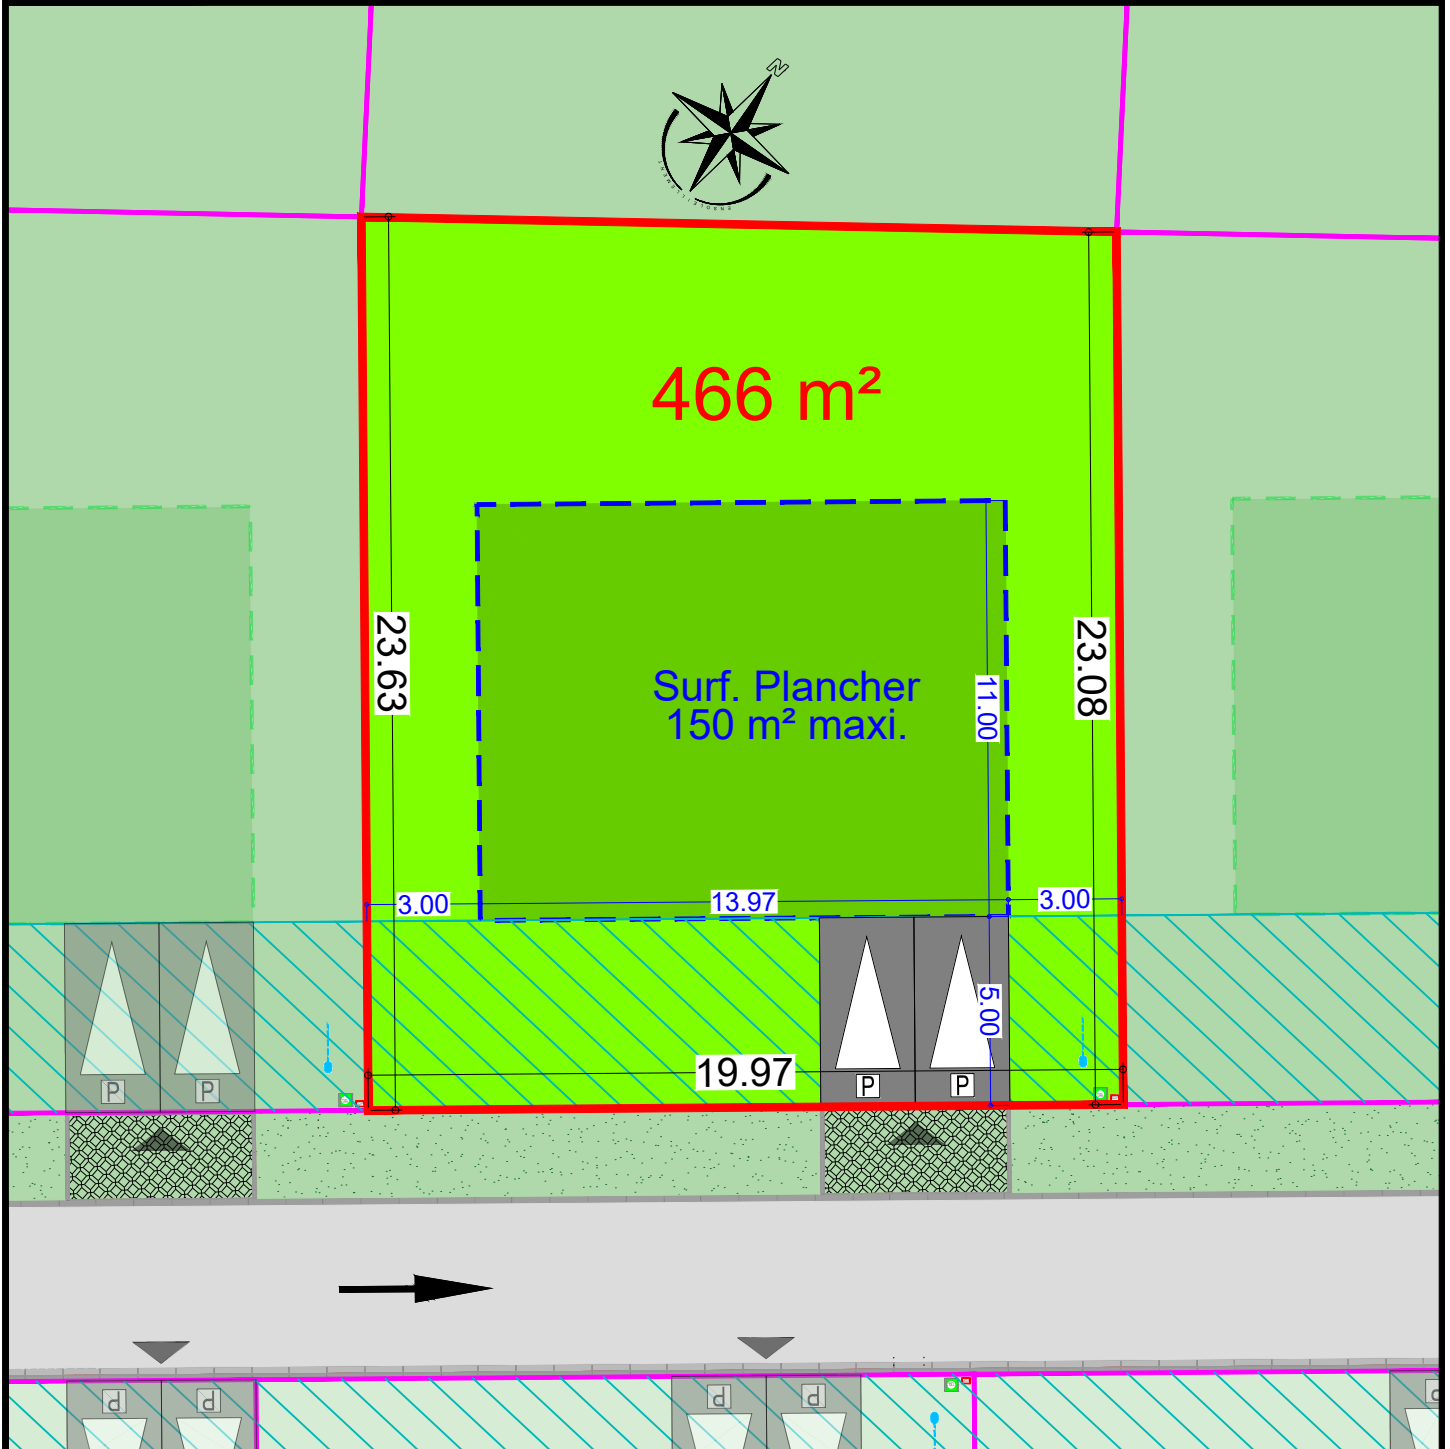 N
ENSOLEILLEMENT
466 m²
23.63
23.08
Surf. Plancher
150 m² maxi.
11.00
3.00
13.97
3.00
5.00
19.97
P
P
P
P
P
P
P
P